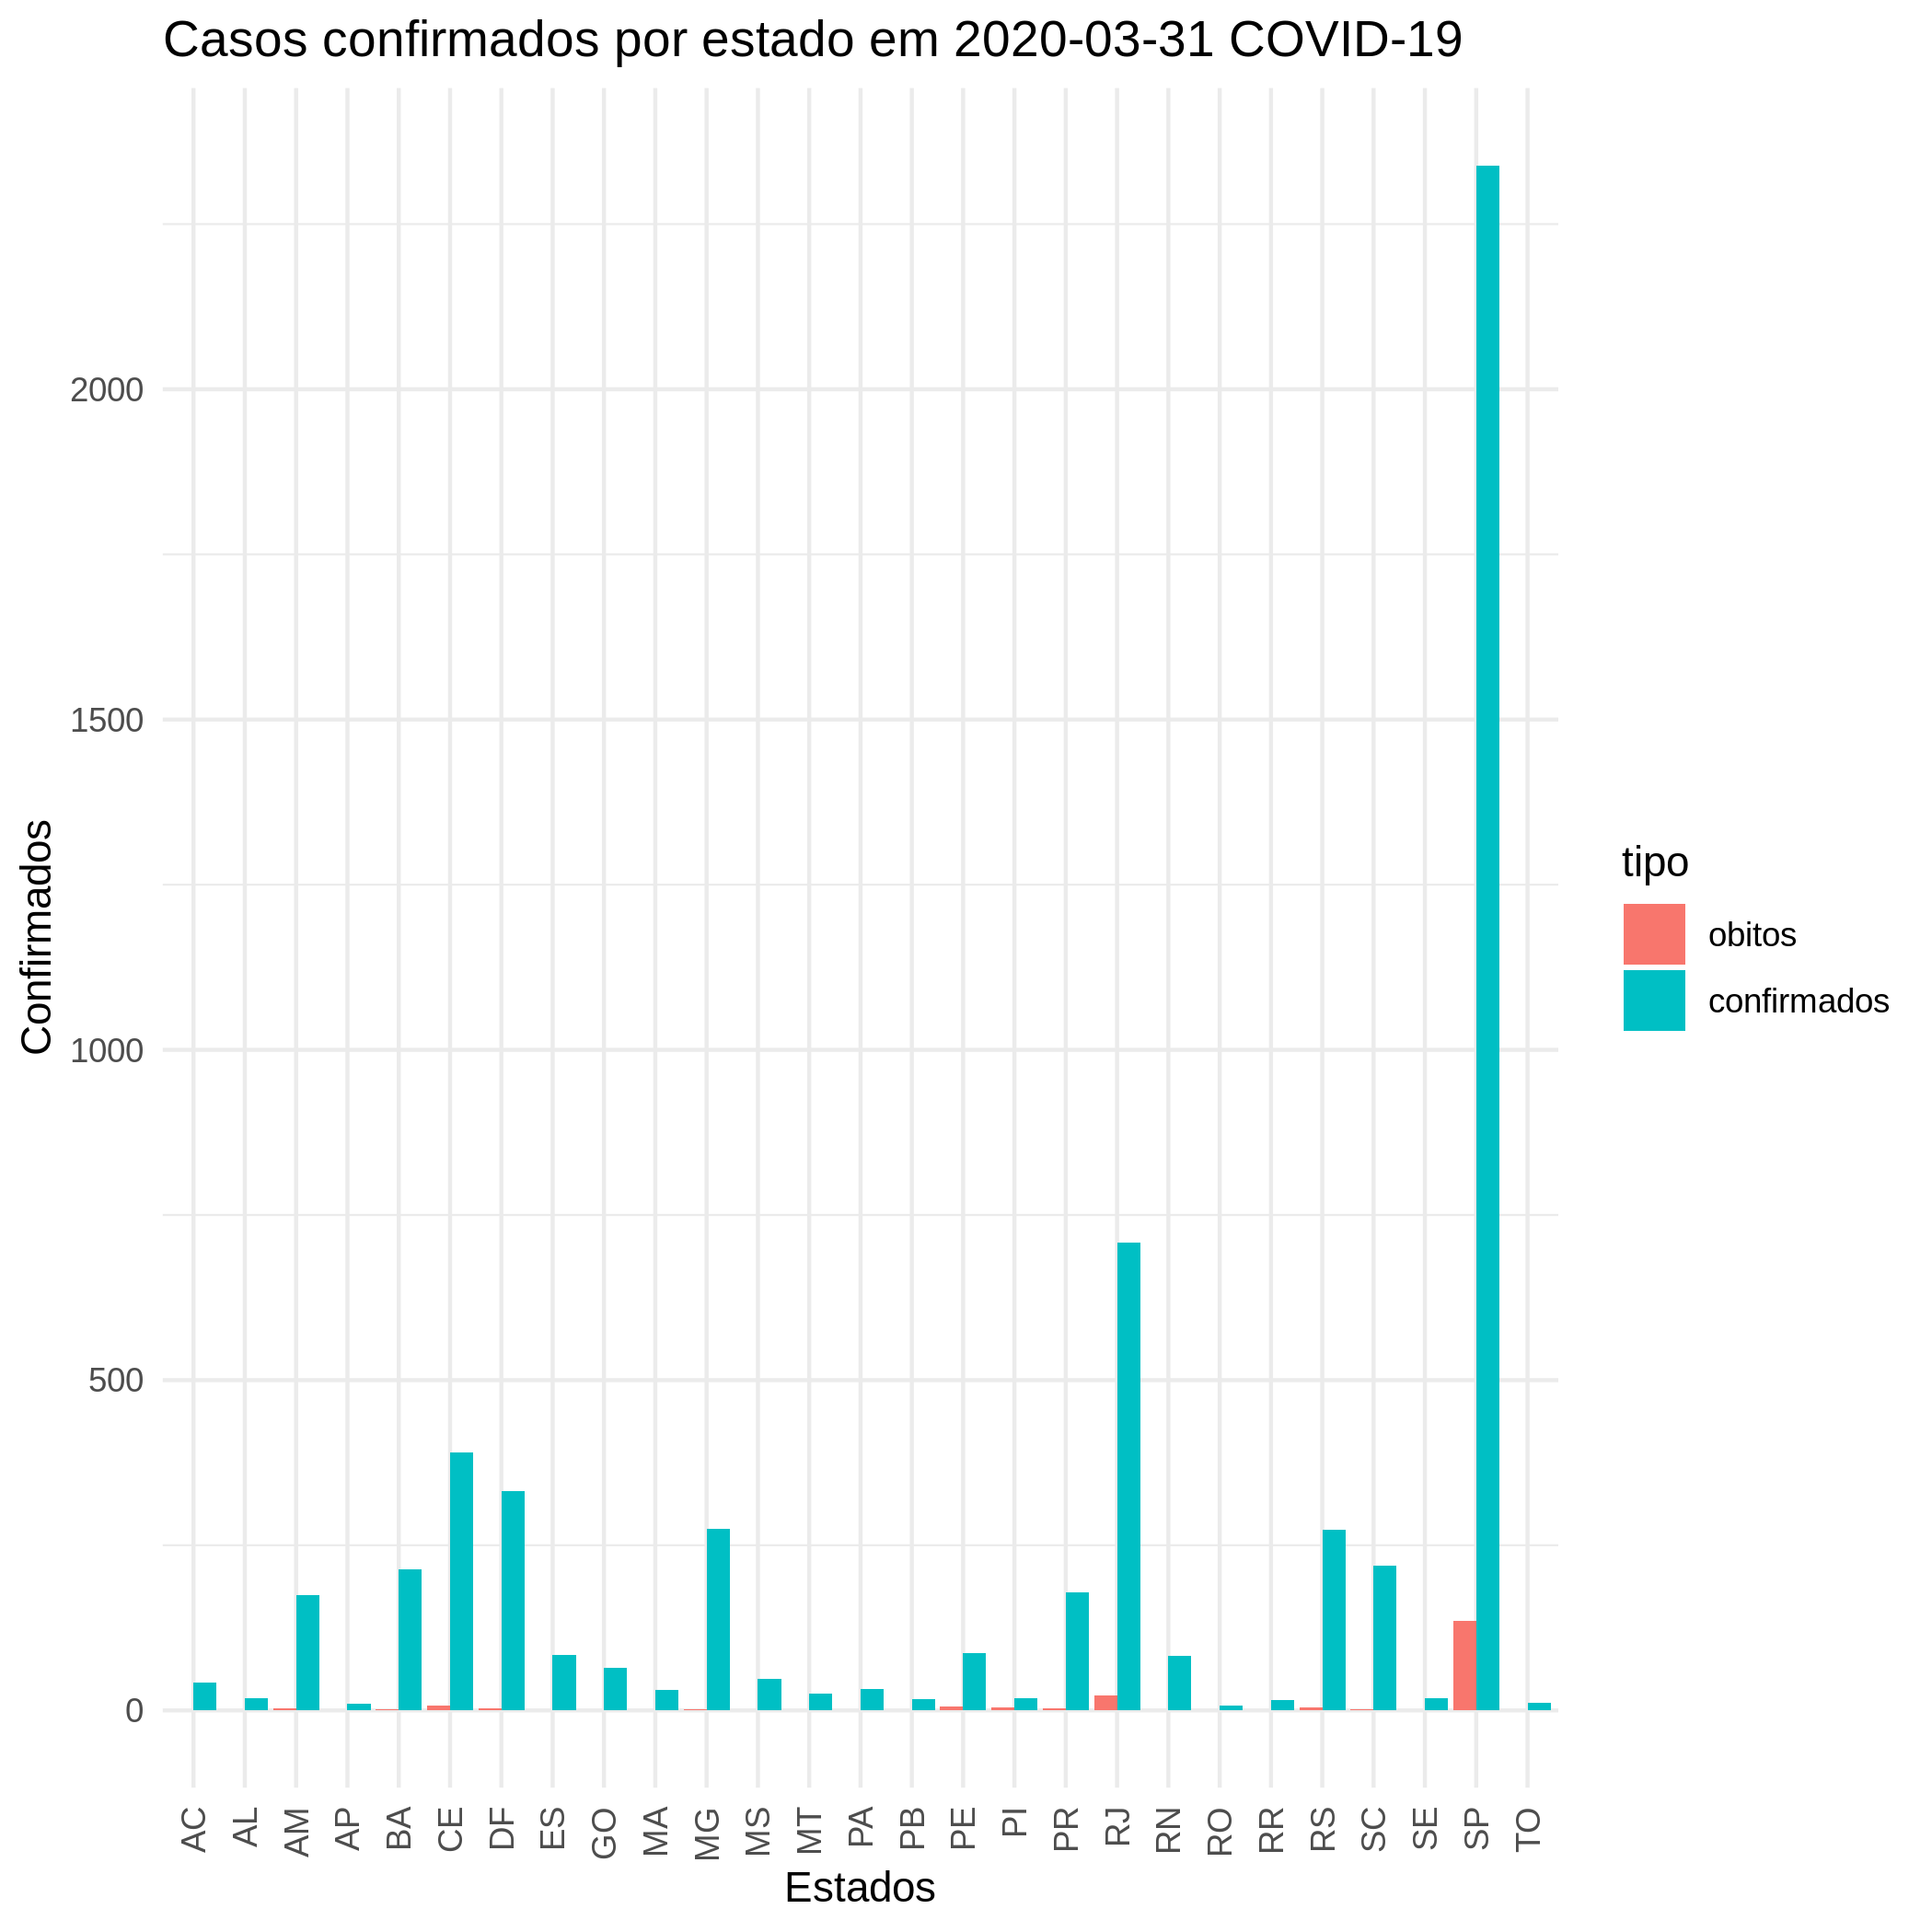 Casos confirmados por estado em 2020-03-31 COVID-19
Confirmados
2000
1500
1000
500
0
AC AL AM AP BA CE DF ES GO MA MG MS MT PA PB PE PI PR RJ RN RO RR RS SC SE SP TO
Estados
tipo
obitos
confirmados